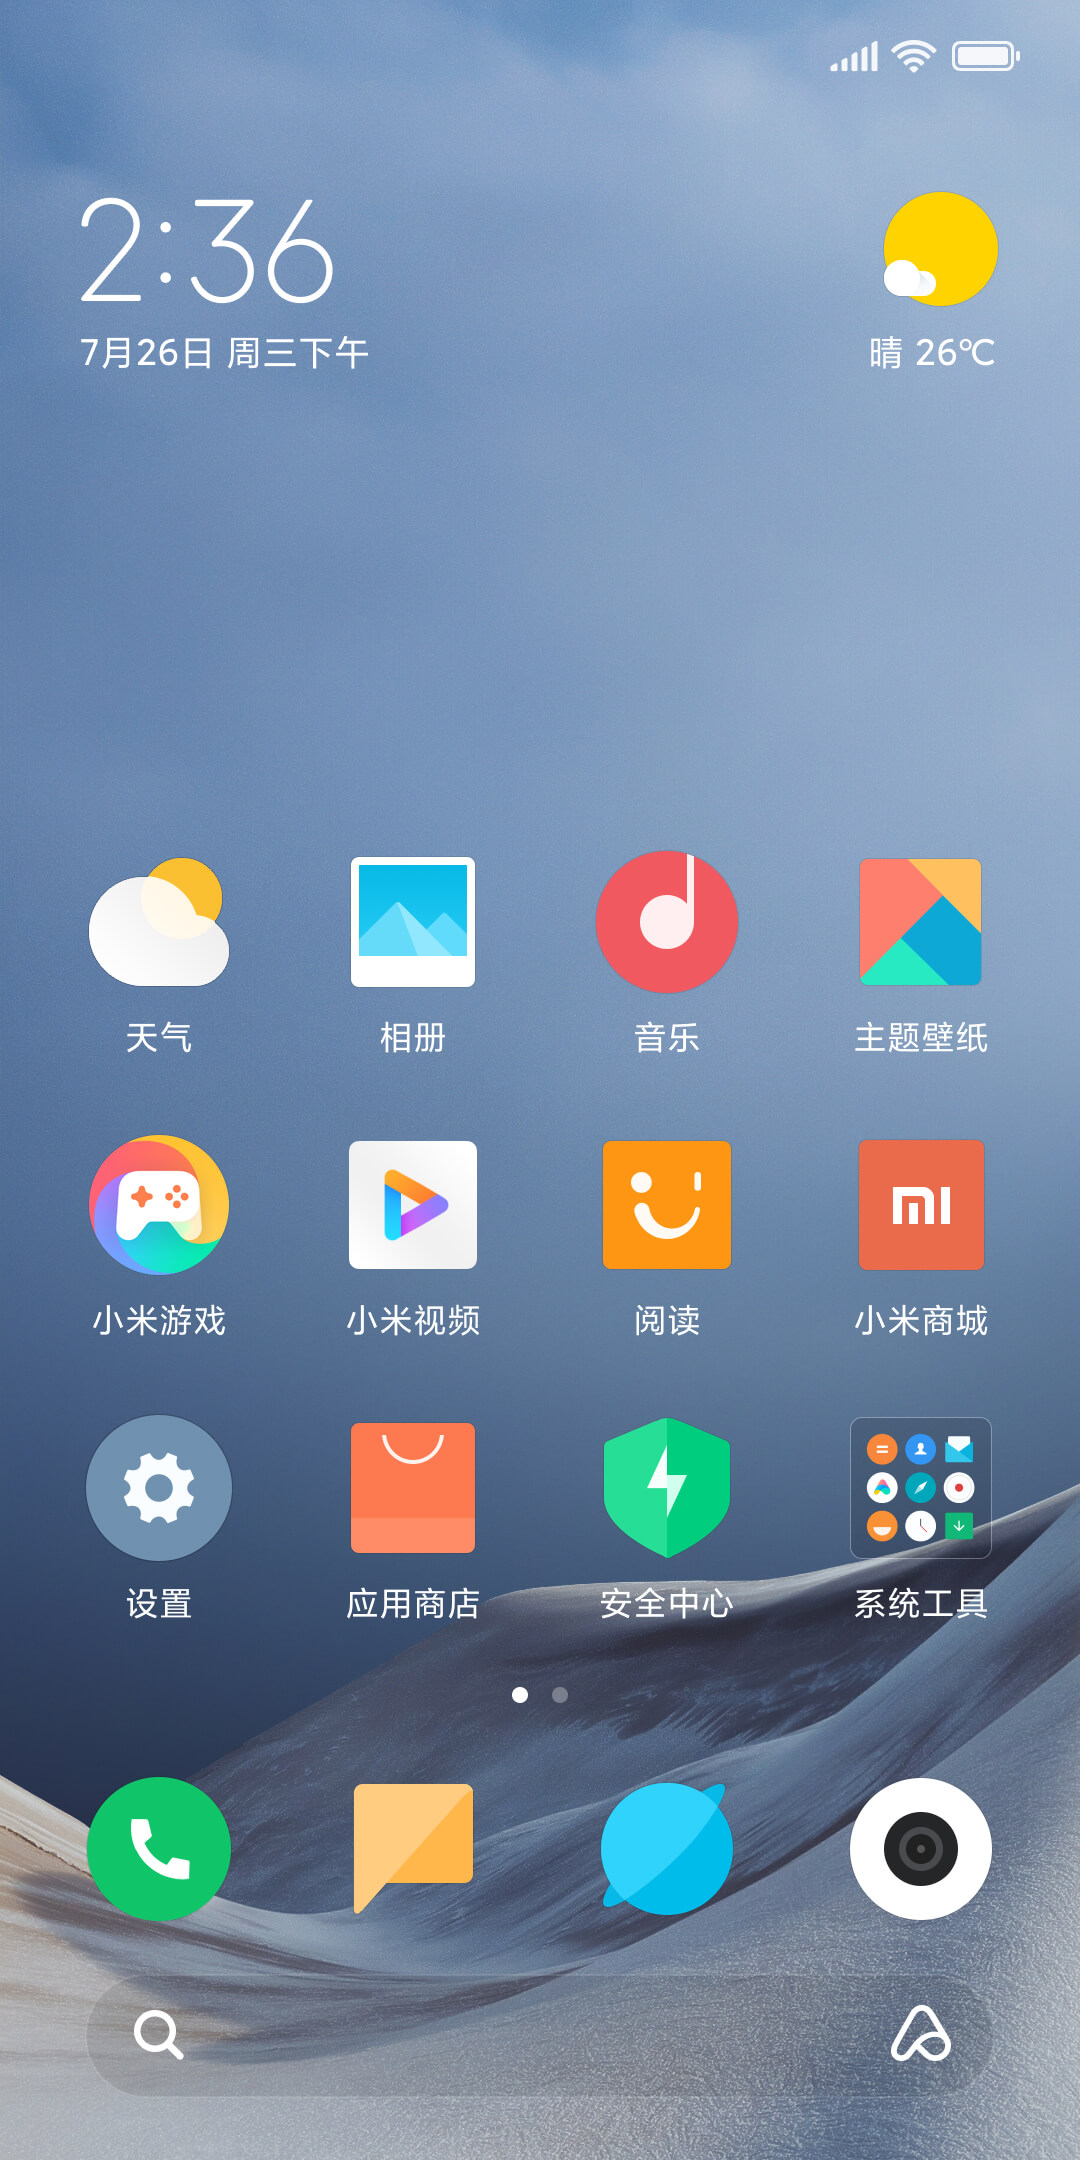 2:36
7月26日 周三下午
晴 26℃
天气
相册
音乐
主题壁纸
小米游戏
小米视频
阅读
小米商城
设置
应用商店
安全中心
系统工具